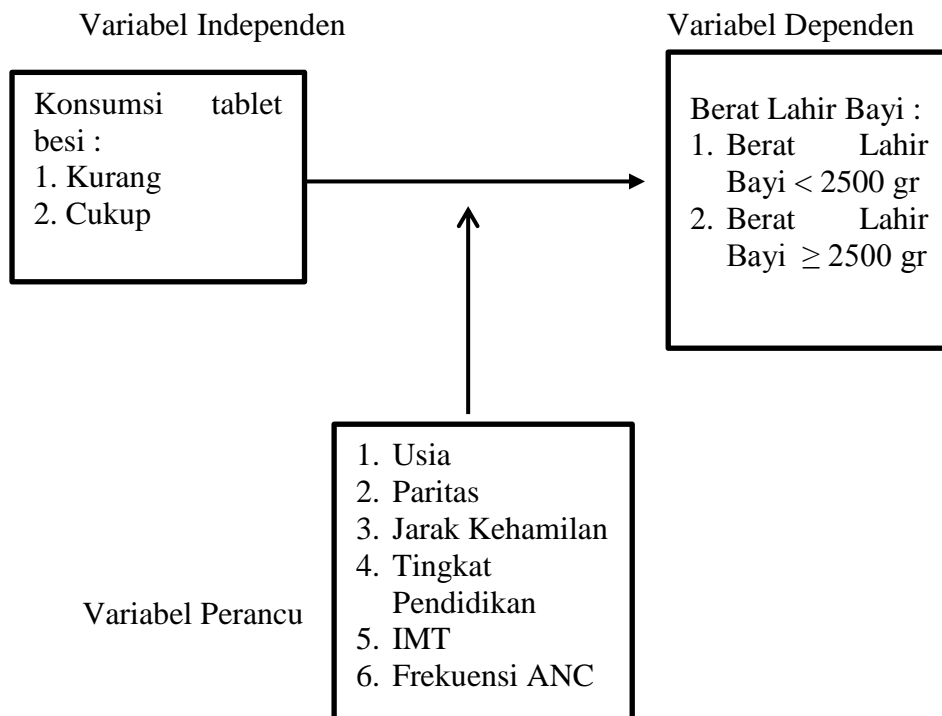 Variabel Independen
Variabel Dependen
Konsumsi tablet
besi :
1. Kurang
2. Cukup
Berat Lahir Bayi :
1. Berat Lahir
Bayi < 2500 gr
2. Berat Lahir
Bayi ≥ 2500 gr
Variabel Perancu
1. Usia
2. Paritas
3. Jarak Kehamilan
4. Tingkat
Pendidikan
5. IMT
6. Frekuensi ANC